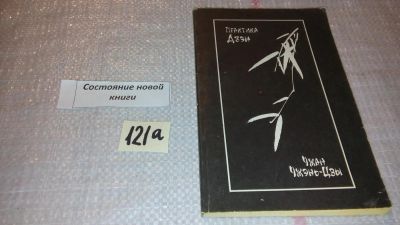 Состояние новой
книги
121а
ПРАКТИКА
ДЗЭН
ЧЖАН
ЧЖЭНЬ-ЦЗЫ